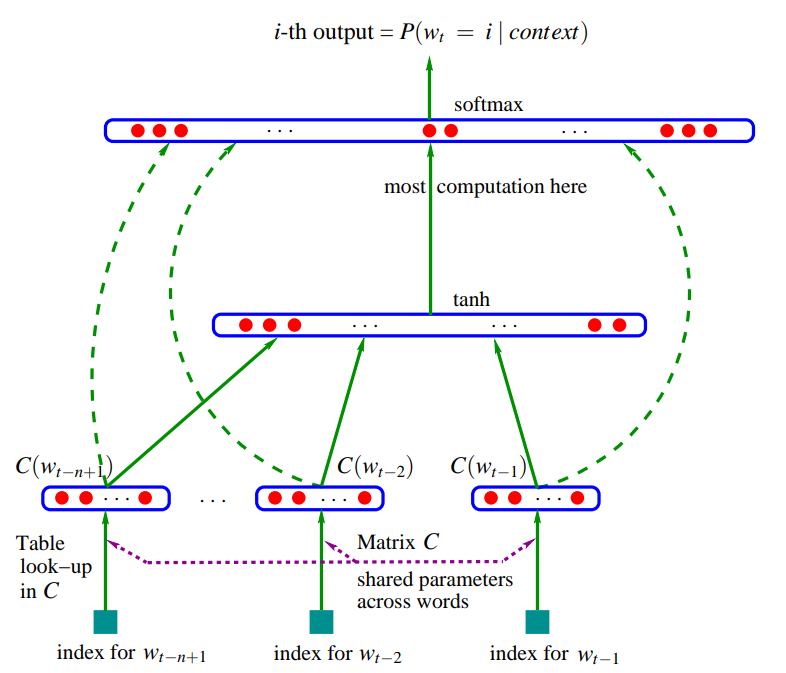 i-th output = P(w_t = i | context)
softmax
. . .
. . .
most computation here
tanh
. . .
. . .
C(w_{t−n+1})
C(w_{t−2})
C(w_{t−1})
. . .
. . .
. . .
. . .
Table
look−up
in C
Matrix C
shared parameters
across words
index for w_{t−n+1}
index for w_{t−2}
index for w_{t−1}